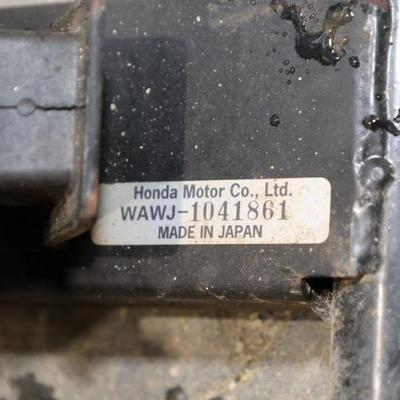 Honda Motor Co., Ltd.
WAWJ-1041861
MADE IN JAPAN